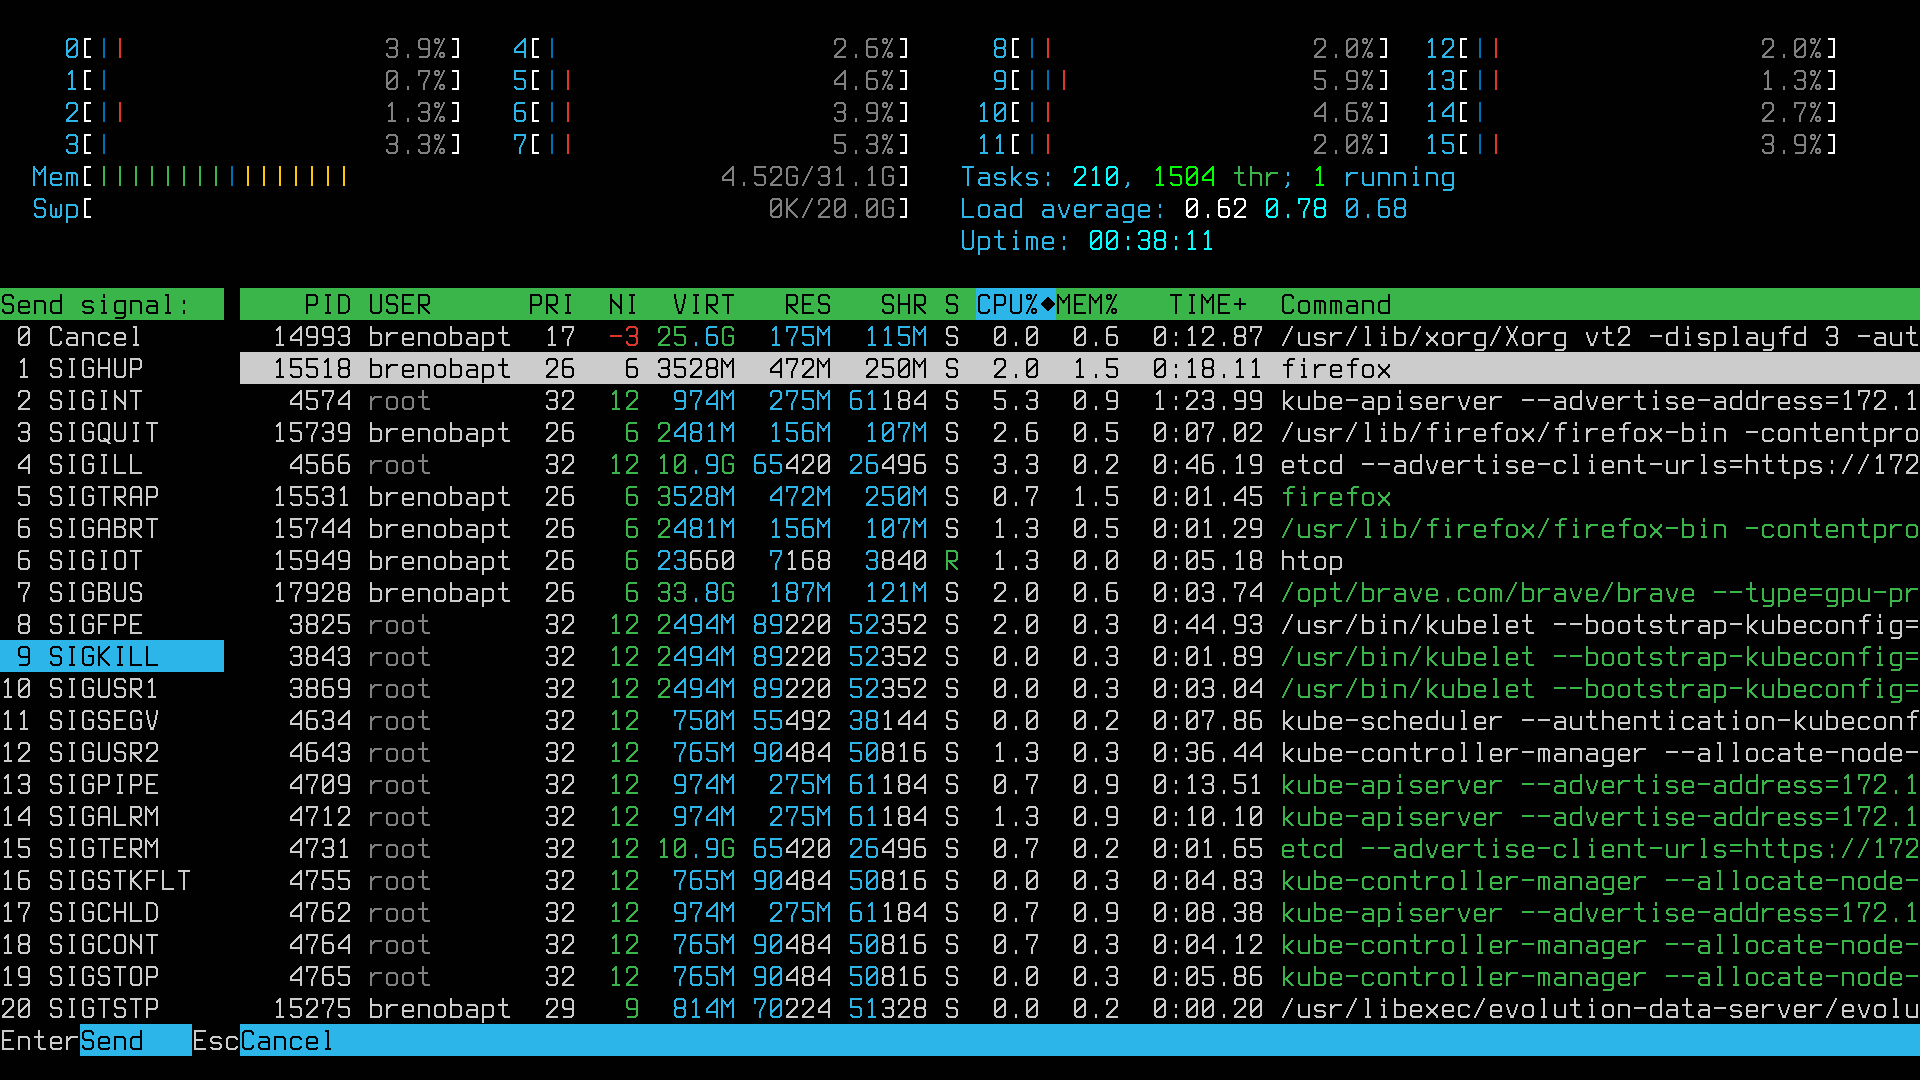 0[|| 3.9%] 4[| 2.6%] 8[|| 2.0%] 12[|| 2.0%]
1[| 0.7%] 5[|| 4.6%] 9[||| 5.9%] 13[|| 1.3%]
2[|| 1.3%] 6[|| 3.9%] 10[|| 4.6%] 14[| 2.7%]
3[| 3.3%] 7[|| 5.3%] 11[|| 2.0%] 15[|| 3.9%]
Mem[|||||||||||||||| 4.52G/31.1G] Tasks: 210, 1504 thr; 1 running
Swp[ 0K/20.0G] Load average: 0.62 0.78 0.68
Uptime: 00:38:11
Send signal: PID USER PRI NI VIRT RES SHR S CPU%◆MEM% TIME+ Command
0 Cancel 14993 brenobapt 17 -3 25.6G 175M 115M S 0.0 0.6 0:12.87 /usr/lib/xorg/Xorg vt2 -displayfd 3 -aut
1 SIGHUP 15518 brenobapt 26 6 3528M 472M 250M S 2.0 1.5 0:18.11 firefox
2 SIGINT 4574 root 32 12 974M 275M 61184 S 5.3 0.9 1:23.99 kube-apiserver --advertise-address=172.1
3 SIGQUIT 15739 brenobapt 26 6 2481M 156M 107M S 2.6 0.5 0:07.02 /usr/lib/firefox/firefox-bin -contentpro
4 SIGILL 4566 root 32 12 10.9G 65420 26496 S 3.3 0.2 0:46.19 etcd --advertise-client-urls=https://172
5 SIGTRAP 15531 brenobapt 26 6 3528M 472M 250M S 0.7 1.5 0:01.45 firefox
6 SIGABRT 15744 brenobapt 26 6 2481M 156M 107M S 1.3 0.5 0:01.29 /usr/lib/firefox/firefox-bin -contentpro
6 SIGIOT 15949 brenobapt 26 6 23660 7168 3840 R 1.3 0.0 0:05.18 htop
7 SIGBUS 17928 brenobapt 26 6 33.8G 187M 121M S 2.0 0.6 0:03.74 /opt/brave.com/brave/brave --type=gpu-pr
8 SIGFPE 3825 root 32 12 2494M 89220 52352 S 2.0 0.3 0:44.93 /usr/bin/kubelet --bootstrap-kubeconfig=
9 SIGKILL 3843 root 32 12 2494M 89220 52352 S 0.0 0.3 0:01.89 /usr/bin/kubelet --bootstrap-kubeconfig=
10 SIGUSR1 3869 root 32 12 2494M 89220 52352 S 0.0 0.3 0:03.04 /usr/bin/kubelet --bootstrap-kubeconfig=
11 SIGSEGV 4634 root 32 12 750M 55492 38144 S 0.0 0.2 0:07.86 kube-scheduler --authentication-kubeconf
12 SIGUSR2 4643 root 32 12 765M 90484 50816 S 1.3 0.3 0:36.44 kube-controller-manager --allocate-node-
13 SIGPIPE 4709 root 32 12 974M 275M 61184 S 0.7 0.9 0:13.51 kube-apiserver --advertise-address=172.1
14 SIGALRM 4712 root 32 12 974M 275M 61184 S 1.3 0.9 0:10.10 kube-apiserver --advertise-address=172.1
15 SIGTERM 4731 root 32 12 10.9G 65420 26496 S 0.7 0.2 0:01.65 etcd --advertise-client-urls=https://172
16 SIGSTKFLT 4755 root 32 12 765M 90484 50816 S 0.0 0.3 0:04.83 kube-controller-manager --allocate-node-
17 SIGCHLD 4762 root 32 12 974M 275M 61184 S 0.7 0.9 0:08.38 kube-apiserver --advertise-address=172.1
18 SIGCONT 4764 root 32 12 765M 90484 50816 S 0.7 0.3 0:04.12 kube-controller-manager --allocate-node-
19 SIGSTOP 4765 root 32 12 765M 90484 50816 S 0.0 0.3 0:05.86 kube-controller-manager --allocate-node-
20 SIGTSTP 15275 brenobapt 29 9 814M 70224 51328 S 0.0 0.2 0:00.20 /usr/libexec/evolution-data-server/evolu
EnterSend EscCancel